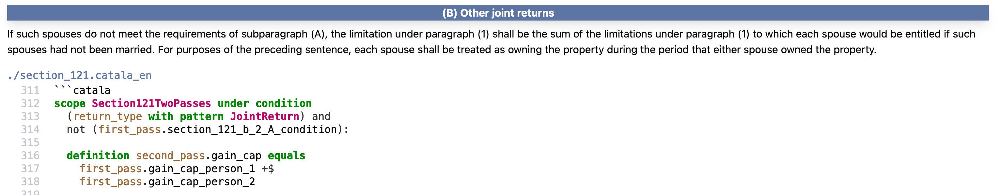 (B) Other joint returns
If such spouses do not meet the requirements of subparagraph (A), the limitation under paragraph (1) shall be the sum of the limitations under paragraph (1) to which each spouse would be entitled if such
spouses had not been married. For purposes of the preceding sentence, each spouse shall be treated as owning the property during the period that either spouse owned the property.
./section_121.catala_en
311 ```catala
312 scope Section121TwoPasses under condition
313   (return_type with pattern JointReturn) and
314   not (first_pass.section_121_b_2_A_condition):
315
316   definition second_pass.gain_cap equals
317     first_pass.gain_cap_person_1 +$
318     first_pass.gain_cap_person_2
319